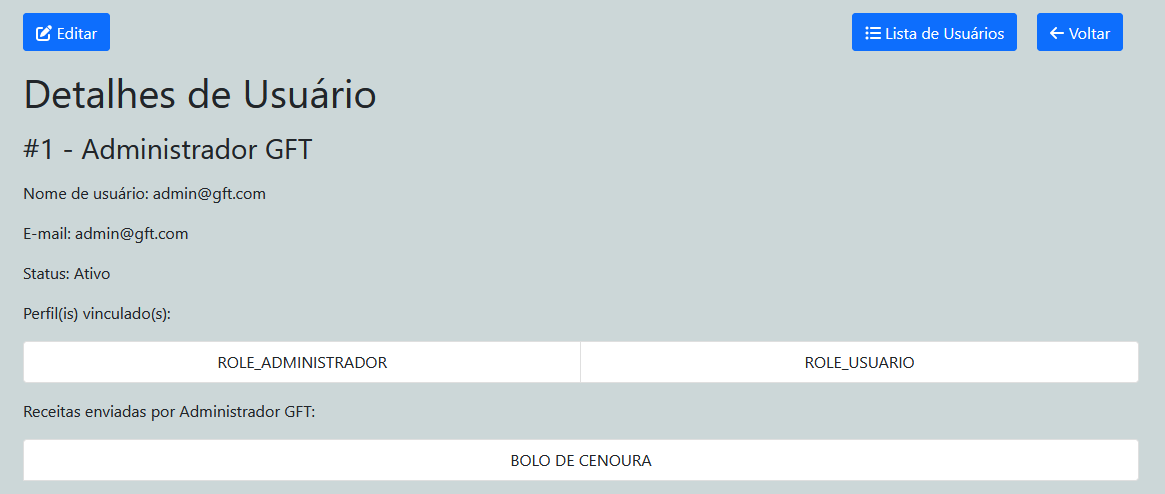 Editar
Lista de Usuários
Voltar
Detalhes de Usuário
#1 - Administrador GFT
Nome de usuário: admin@gft.com
E-mail: admin@gft.com
Status: Ativo
Perfil(is) vinculado(s):
ROLE_ADMINISTRADOR
ROLE_USUARIO
Receitas enviadas por Administrador GFT:
BOLO DE CENOURA